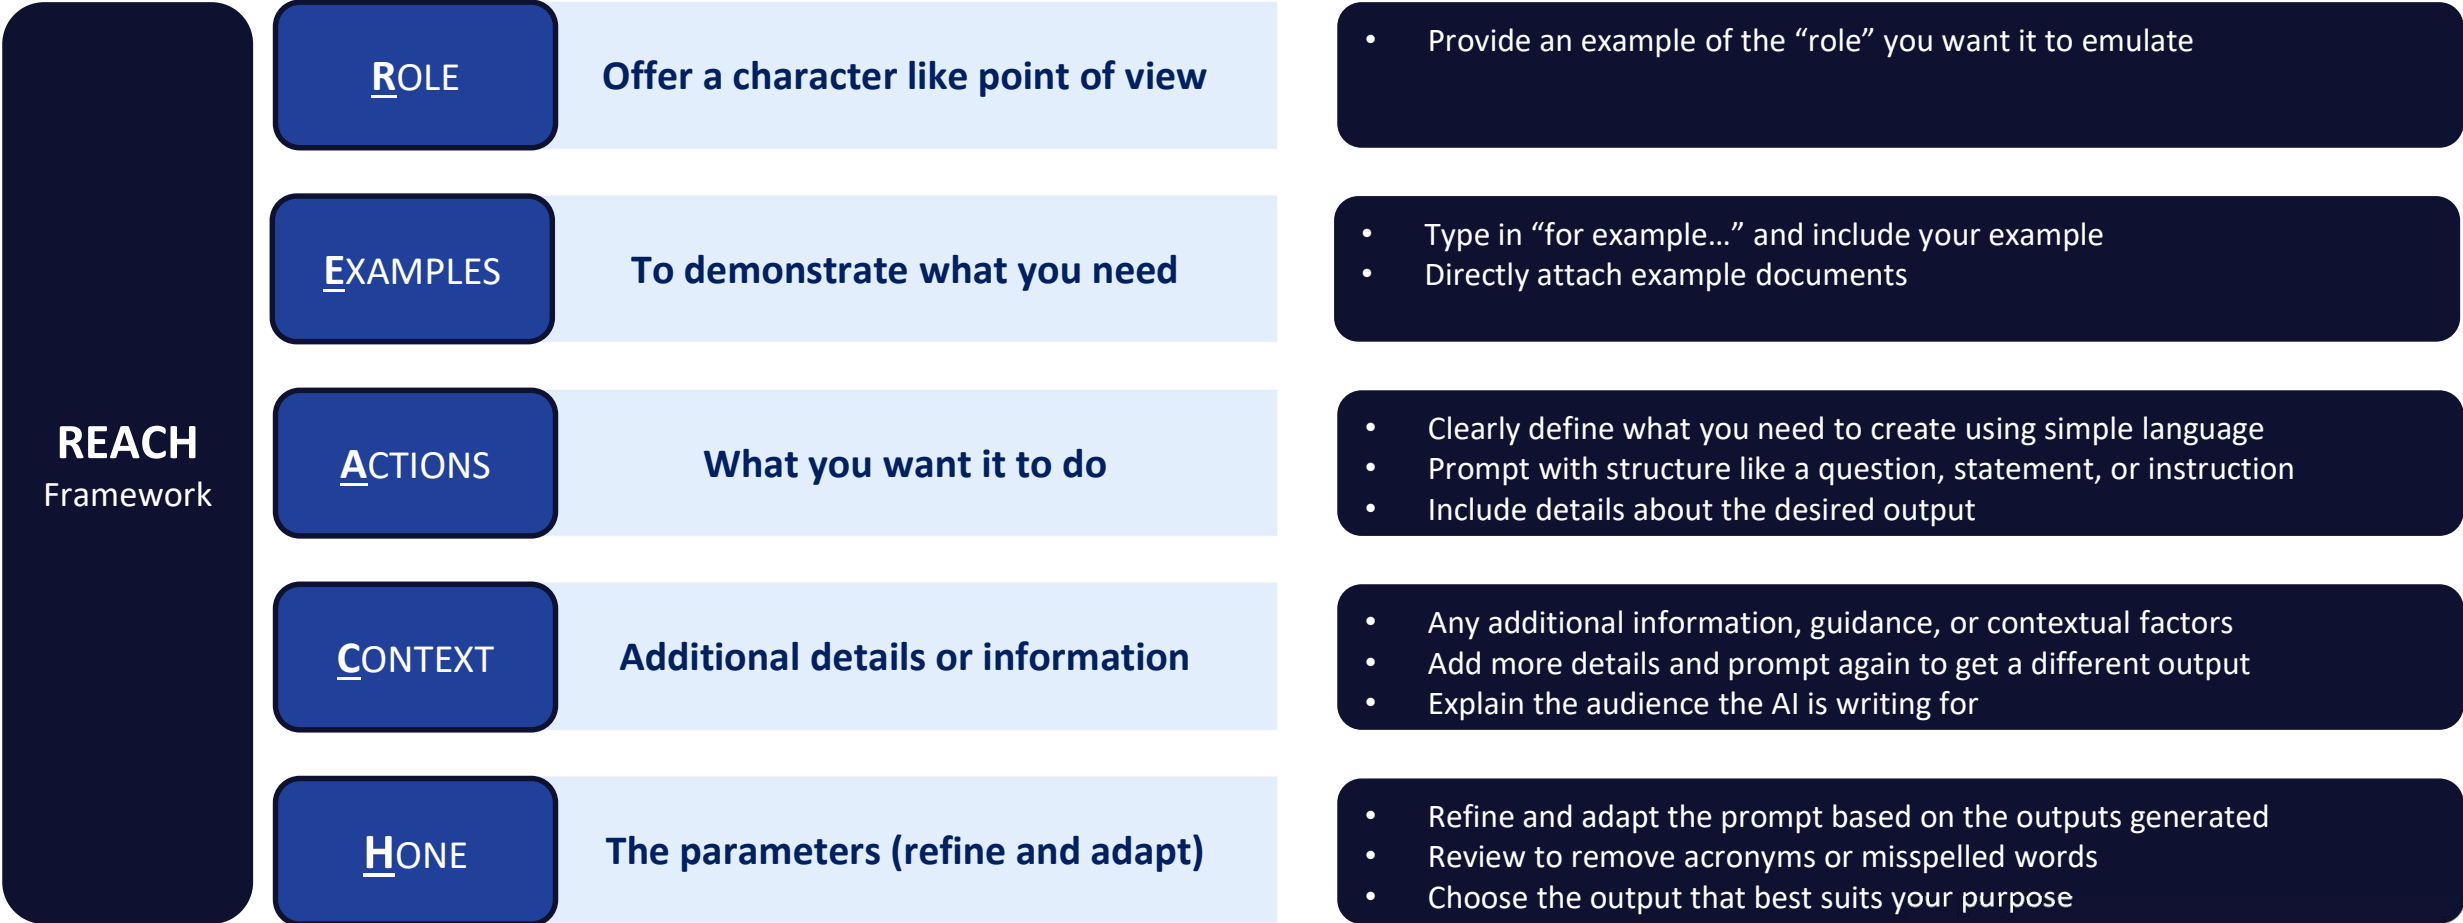 REACH
Framework
ROLE
Offer a character like point of view
• Provide an example of the “role” you want it to emulate
EXAMPLES
To demonstrate what you need
• Type in “for example…” and include your example
• Directly attach example documents
ACTIONS
What you want it to do
• Clearly define what you need to create using simple language
• Prompt with structure like a question, statement, or instruction
• Include details about the desired output
CONTEXT
Additional details or information
• Any additional information, guidance, or contextual factors
• Add more details and prompt again to get a different output
• Explain the audience the AI is writing for
HONE
The parameters (refine and adapt)
• Refine and adapt the prompt based on the outputs generated
• Review to remove acronyms or misspelled words
• Choose the output that best suits your purpose